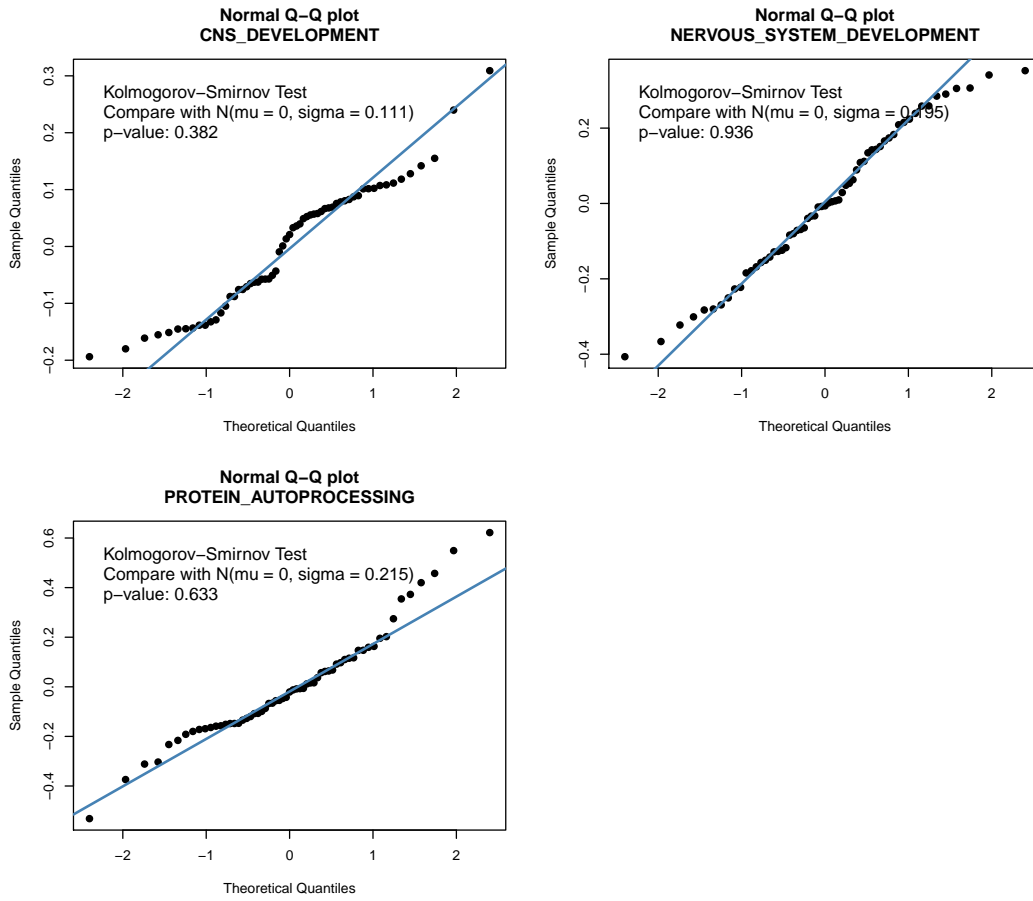 Normal Q−Q plot
CNS_DEVELOPMENT
Kolmogorov−Smirnov Test
Compare with N(mu = 0, sigma = 0.111)
p−value: 0.382
0.3
0.2
0.1
0.0
−0.1
−0.2
Sample Quantiles
−2 −1 0 1 2
Theoretical Quantiles
Normal Q−Q plot
NERVOUS_SYSTEM_DEVELOPMENT
Kolmogorov−Smirnov Test
Compare with N(mu = 0, sigma = 0.195)
p−value: 0.936
0.2
0.0
−0.2
−0.4
Sample Quantiles
−2 −1 0 1 2
Theoretical Quantiles
Normal Q−Q plot
PROTEIN_AUTOPROCESSING
Kolmogorov−Smirnov Test
Compare with N(mu = 0, sigma = 0.215)
p−value: 0.633
0.6
0.4
0.2
0.0
−0.2
−0.4
Sample Quantiles
−2 −1 0 1 2
Theoretical Quantiles